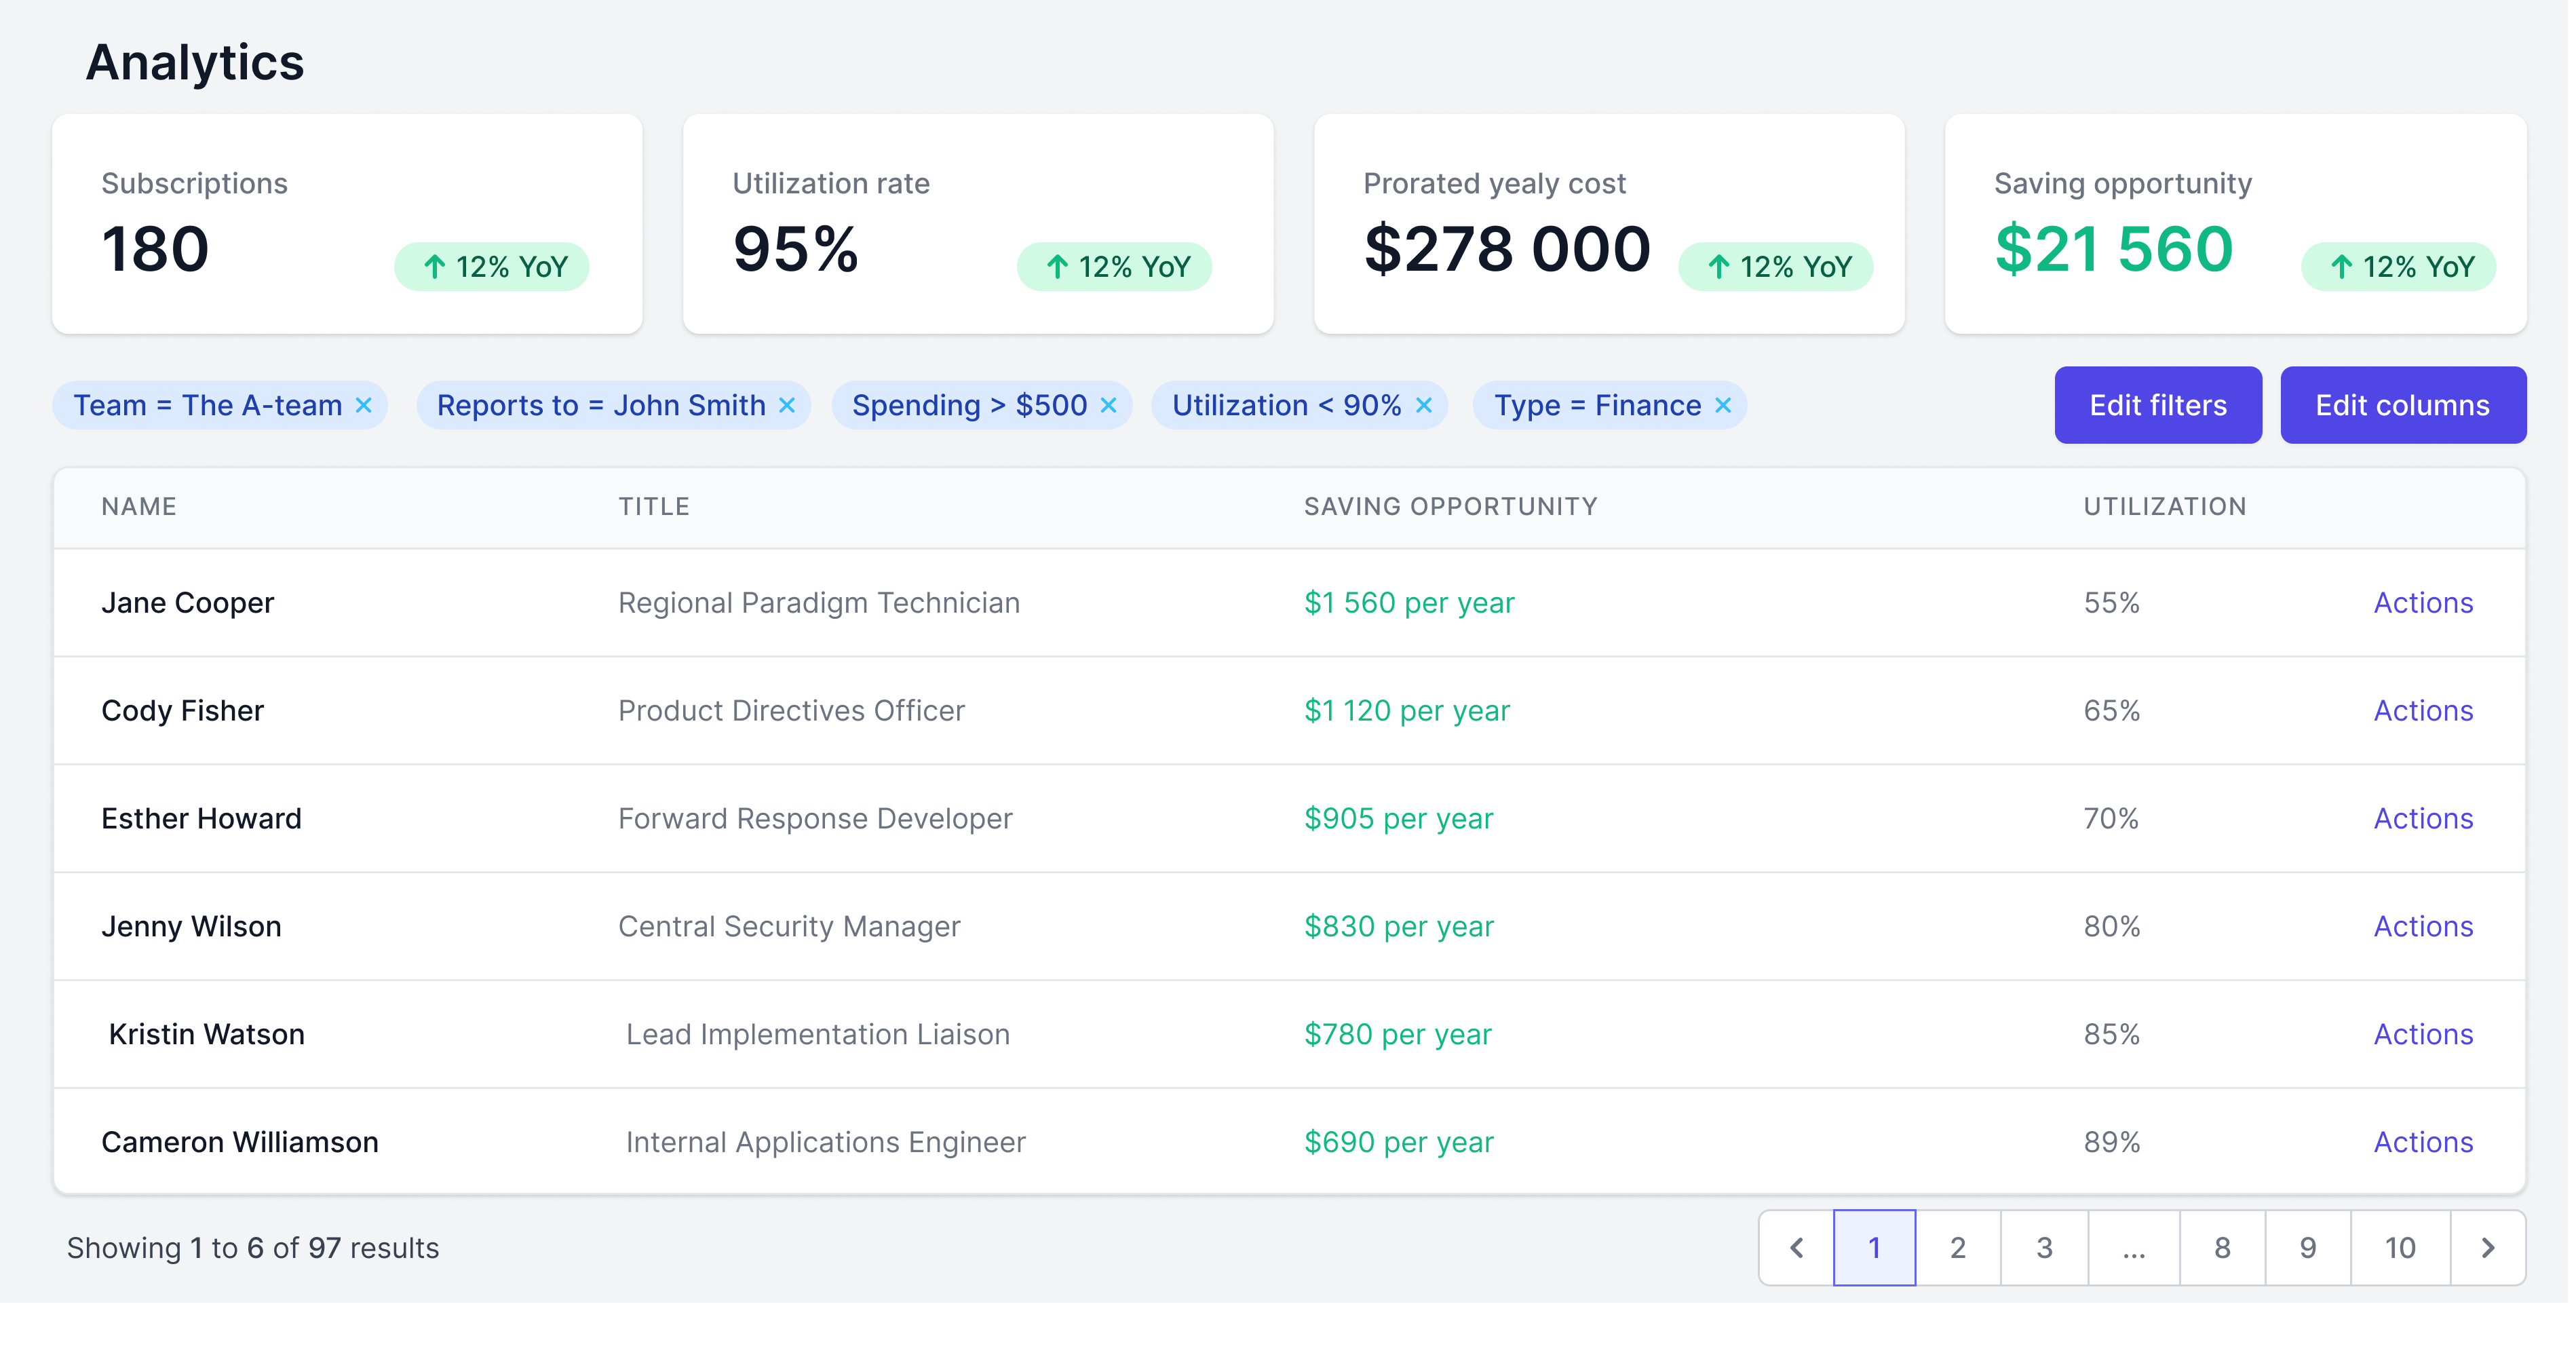 Analytics
Subscriptions
180
12% YoY
Utilization rate
95%
12% YoY
Prorated yealy cost
$278 000
12% YoY
Saving opportunity
$21 560
12% YoY
Team = The A-team ×
Reports to = John Smith ×
Spending > $500 ×
Utilization < 90% ×
Type = Finance ×
Edit filters
Edit columns
NAME TITLE SAVING OPPORTUNITY UTILIZATION
Jane Cooper Regional Paradigm Technician $1 560 per year 55% Actions
Cody Fisher Product Directives Officer $1 120 per year 65% Actions
Esther Howard Forward Response Developer $905 per year 70% Actions
Jenny Wilson Central Security Manager $830 per year 80% Actions
Kristin Watson Lead Implementation Liaison $780 per year 85% Actions
Cameron Williamson Internal Applications Engineer $690 per year 89% Actions
Showing 1 to 6 of 97 results
1 2 3 ... 8 9 10